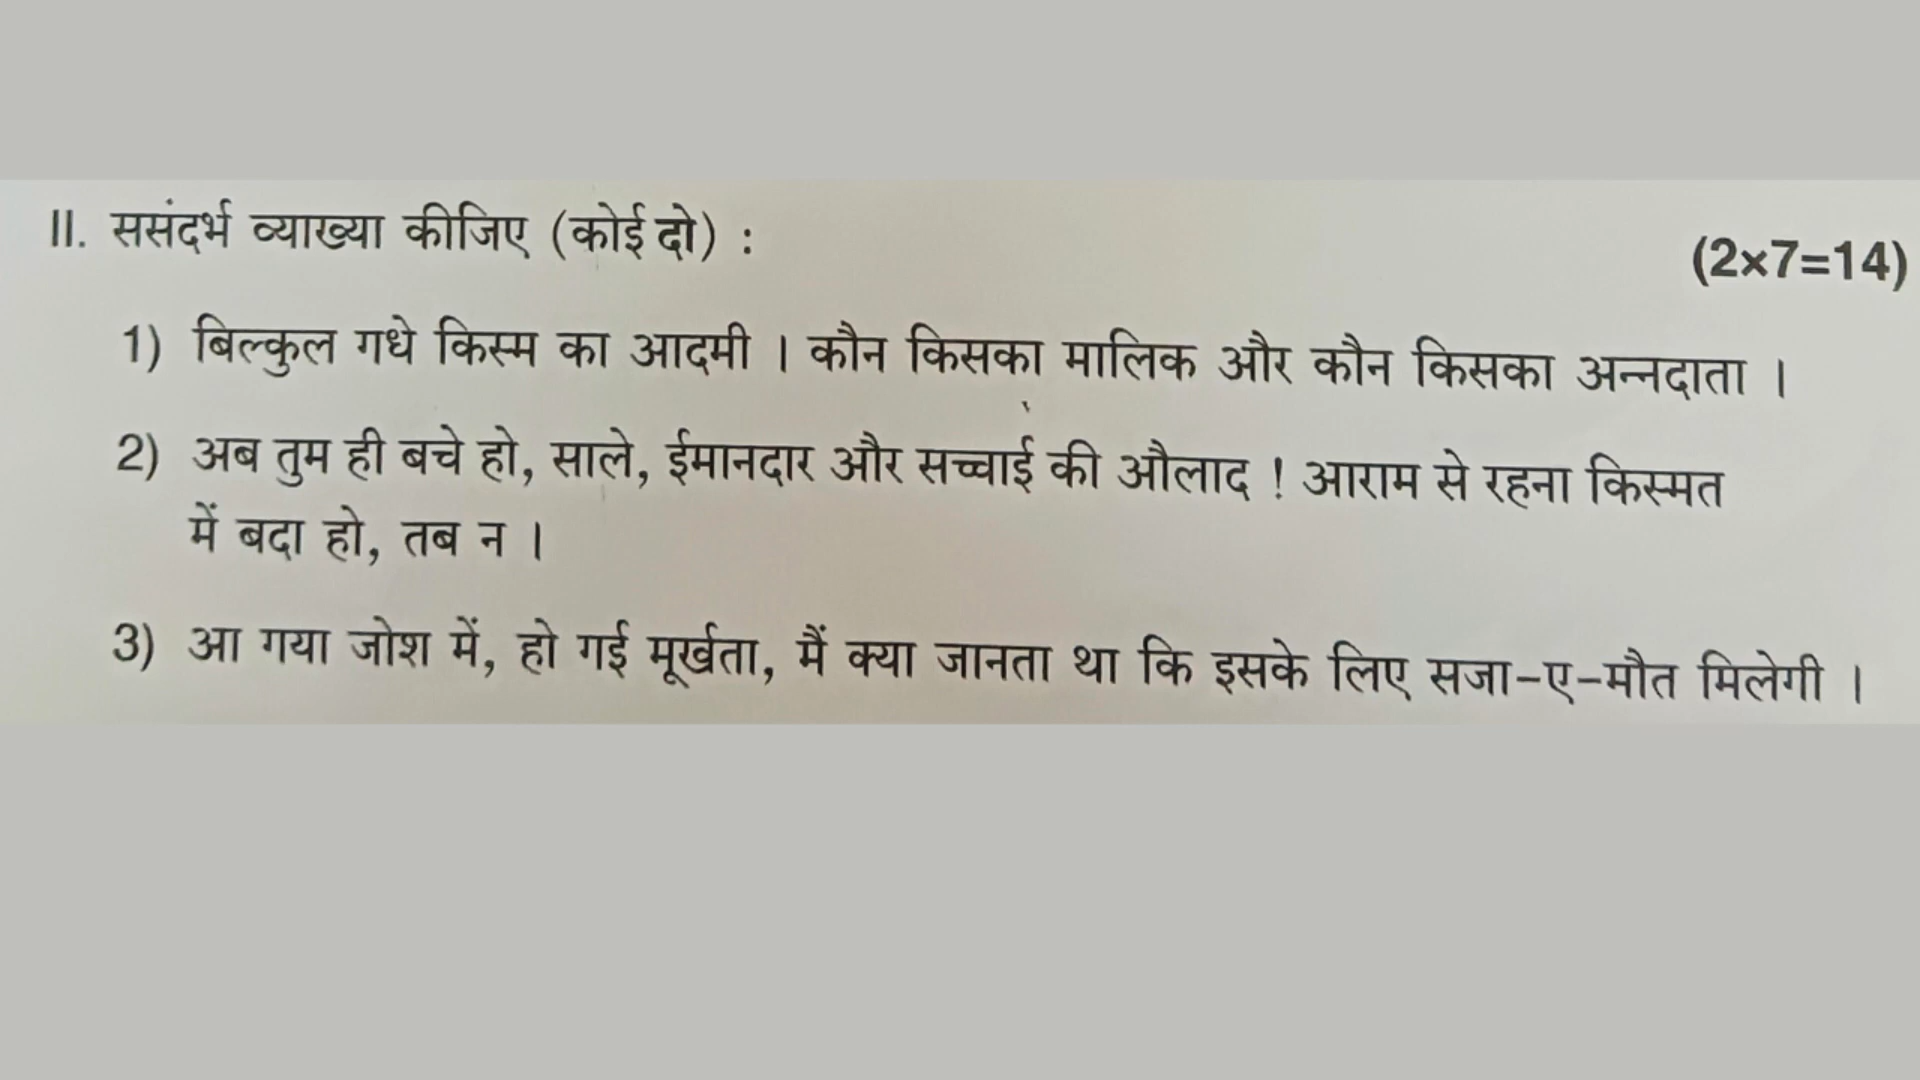 II. ससंदर्भ व्याख्या कीजिए (कोई दो) :
(2×7=14)
1) बिल्कुल गधे किस्म का आदमी । कौन किसका मालिक और कौन किसका अन्नदाता ।
2) अब तुम ही बचे हो, साले, ईमानदार और सच्चाई की औलाद ! आराम से रहना किस्मत
में बदा हो, तब न ।
3) आ गया जोश में, हो गई मूर्खता, मैं क्या जानता था कि इसके लिए सजा-ए-मौत मिलेगी ।